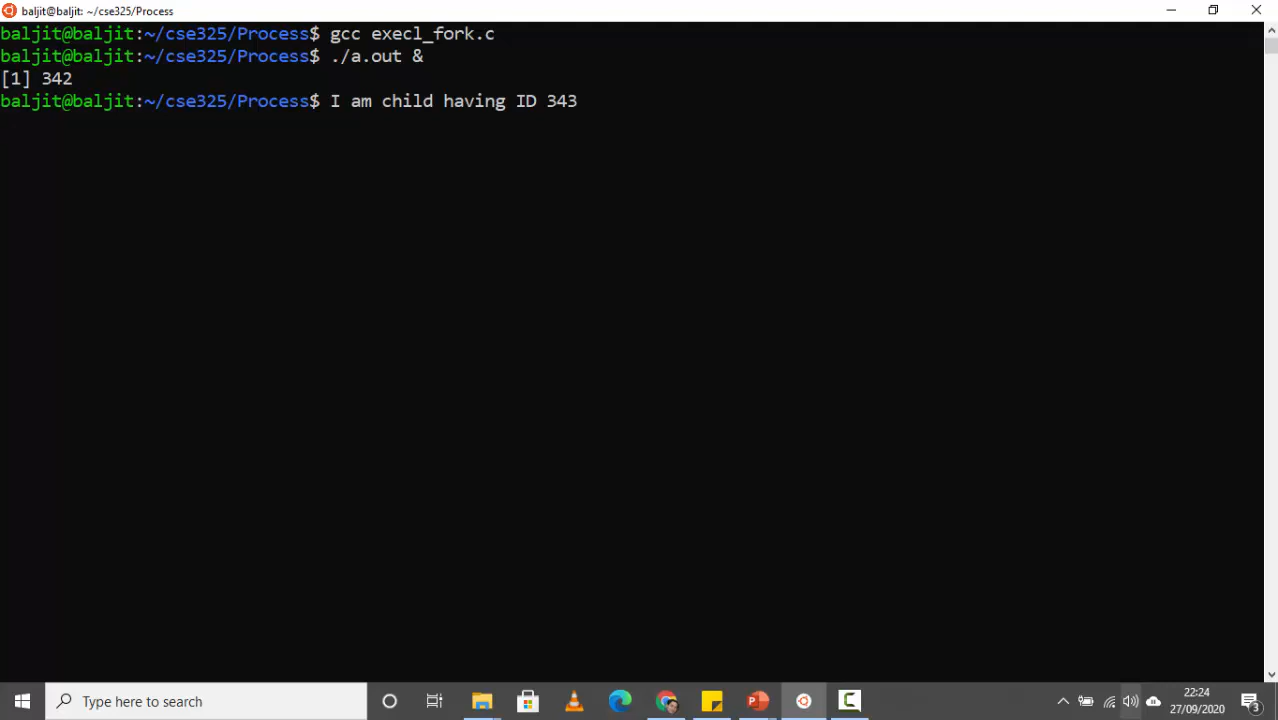 baljit@baljit: ~/cse325/Process
baljit@baljit:~/cse325/Process$ gcc execl_fork.c
baljit@baljit:~/cse325/Process$ ./a.out &
[1] 342
baljit@baljit:~/cse325/Process$ I am child having ID 343
Type here to search
22:24
27/09/2020
3